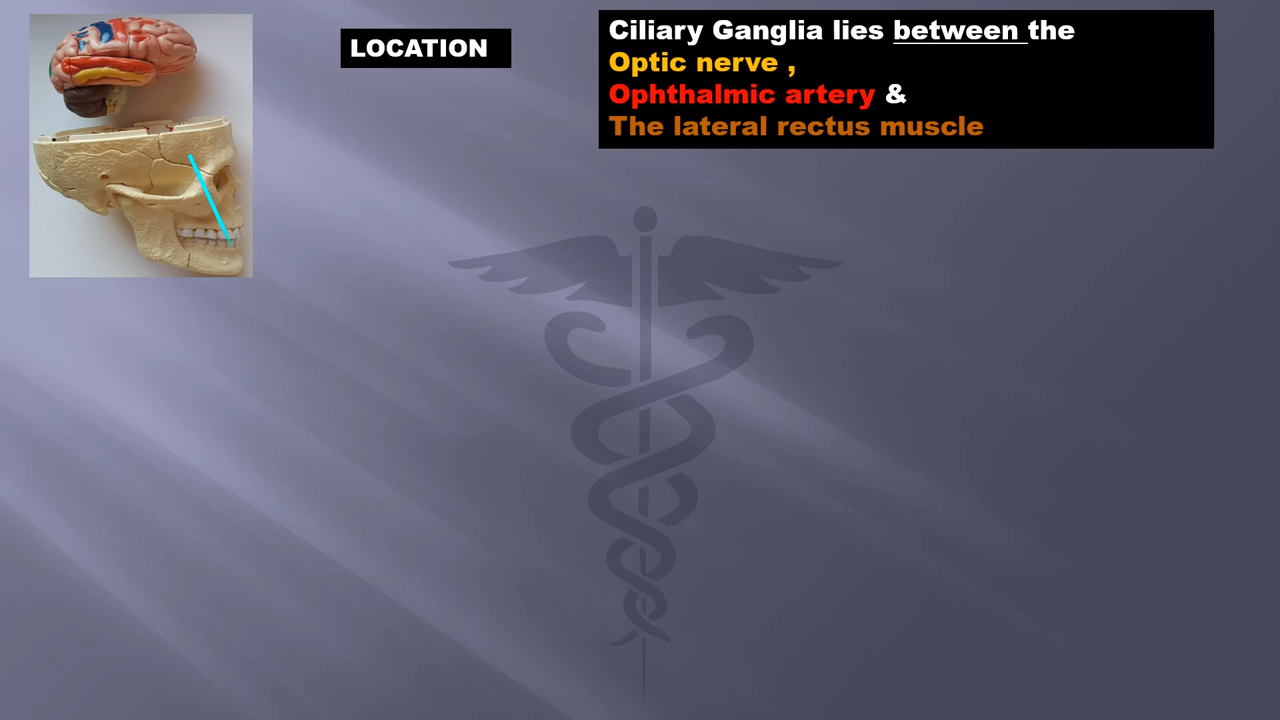 LOCATION
Ciliary Ganglia lies between the
Optic nerve ,
Ophthalmic artery &
The lateral rectus muscle